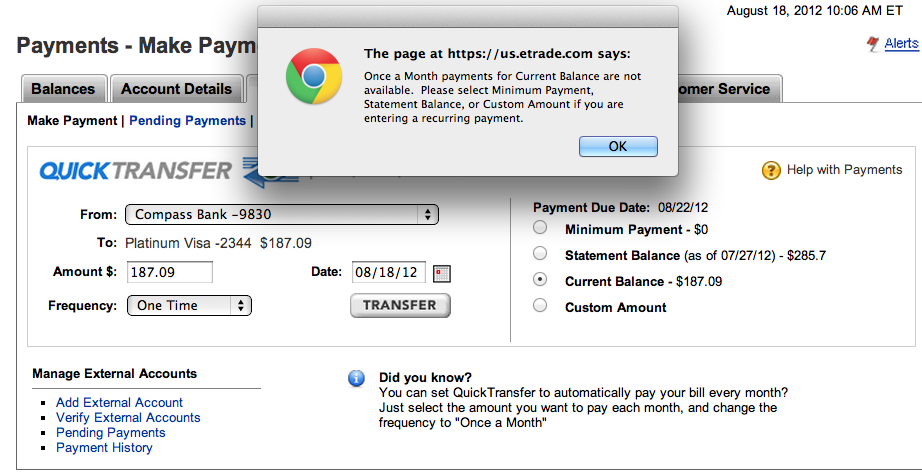 August 18, 2012 10:06 AM ET
Payments - Make Paym
Alerts
The page at https://us.etrade.com says:
Once a Month payments for Current Balance are not
available. Please select Minimum Payment,
Statement Balance, or Custom Amount if you are
entering a recurring payment.
OK
Balances
Account Details
omer Service
Make Payment | Pending Payments |
QUICKTRANSFER
Help with Payments
From: Compass Bank -9830
To: Platinum Visa -2344 $187.09
Amount $: 187.09
Date: 08/18/12
Frequency: One Time
TRANSFER
Payment Due Date: 08/22/12
Minimum Payment - $0
Statement Balance (as of 07/27/12) - $285.7
Current Balance - $187.09
Custom Amount
Manage External Accounts
Add External Account
Verify External Accounts
Pending Payments
Payment History
Did you know?
You can set QuickTransfer to automatically pay your bill every month?
Just select the amount you want to pay each month, and change the
frequency to "Once a Month"